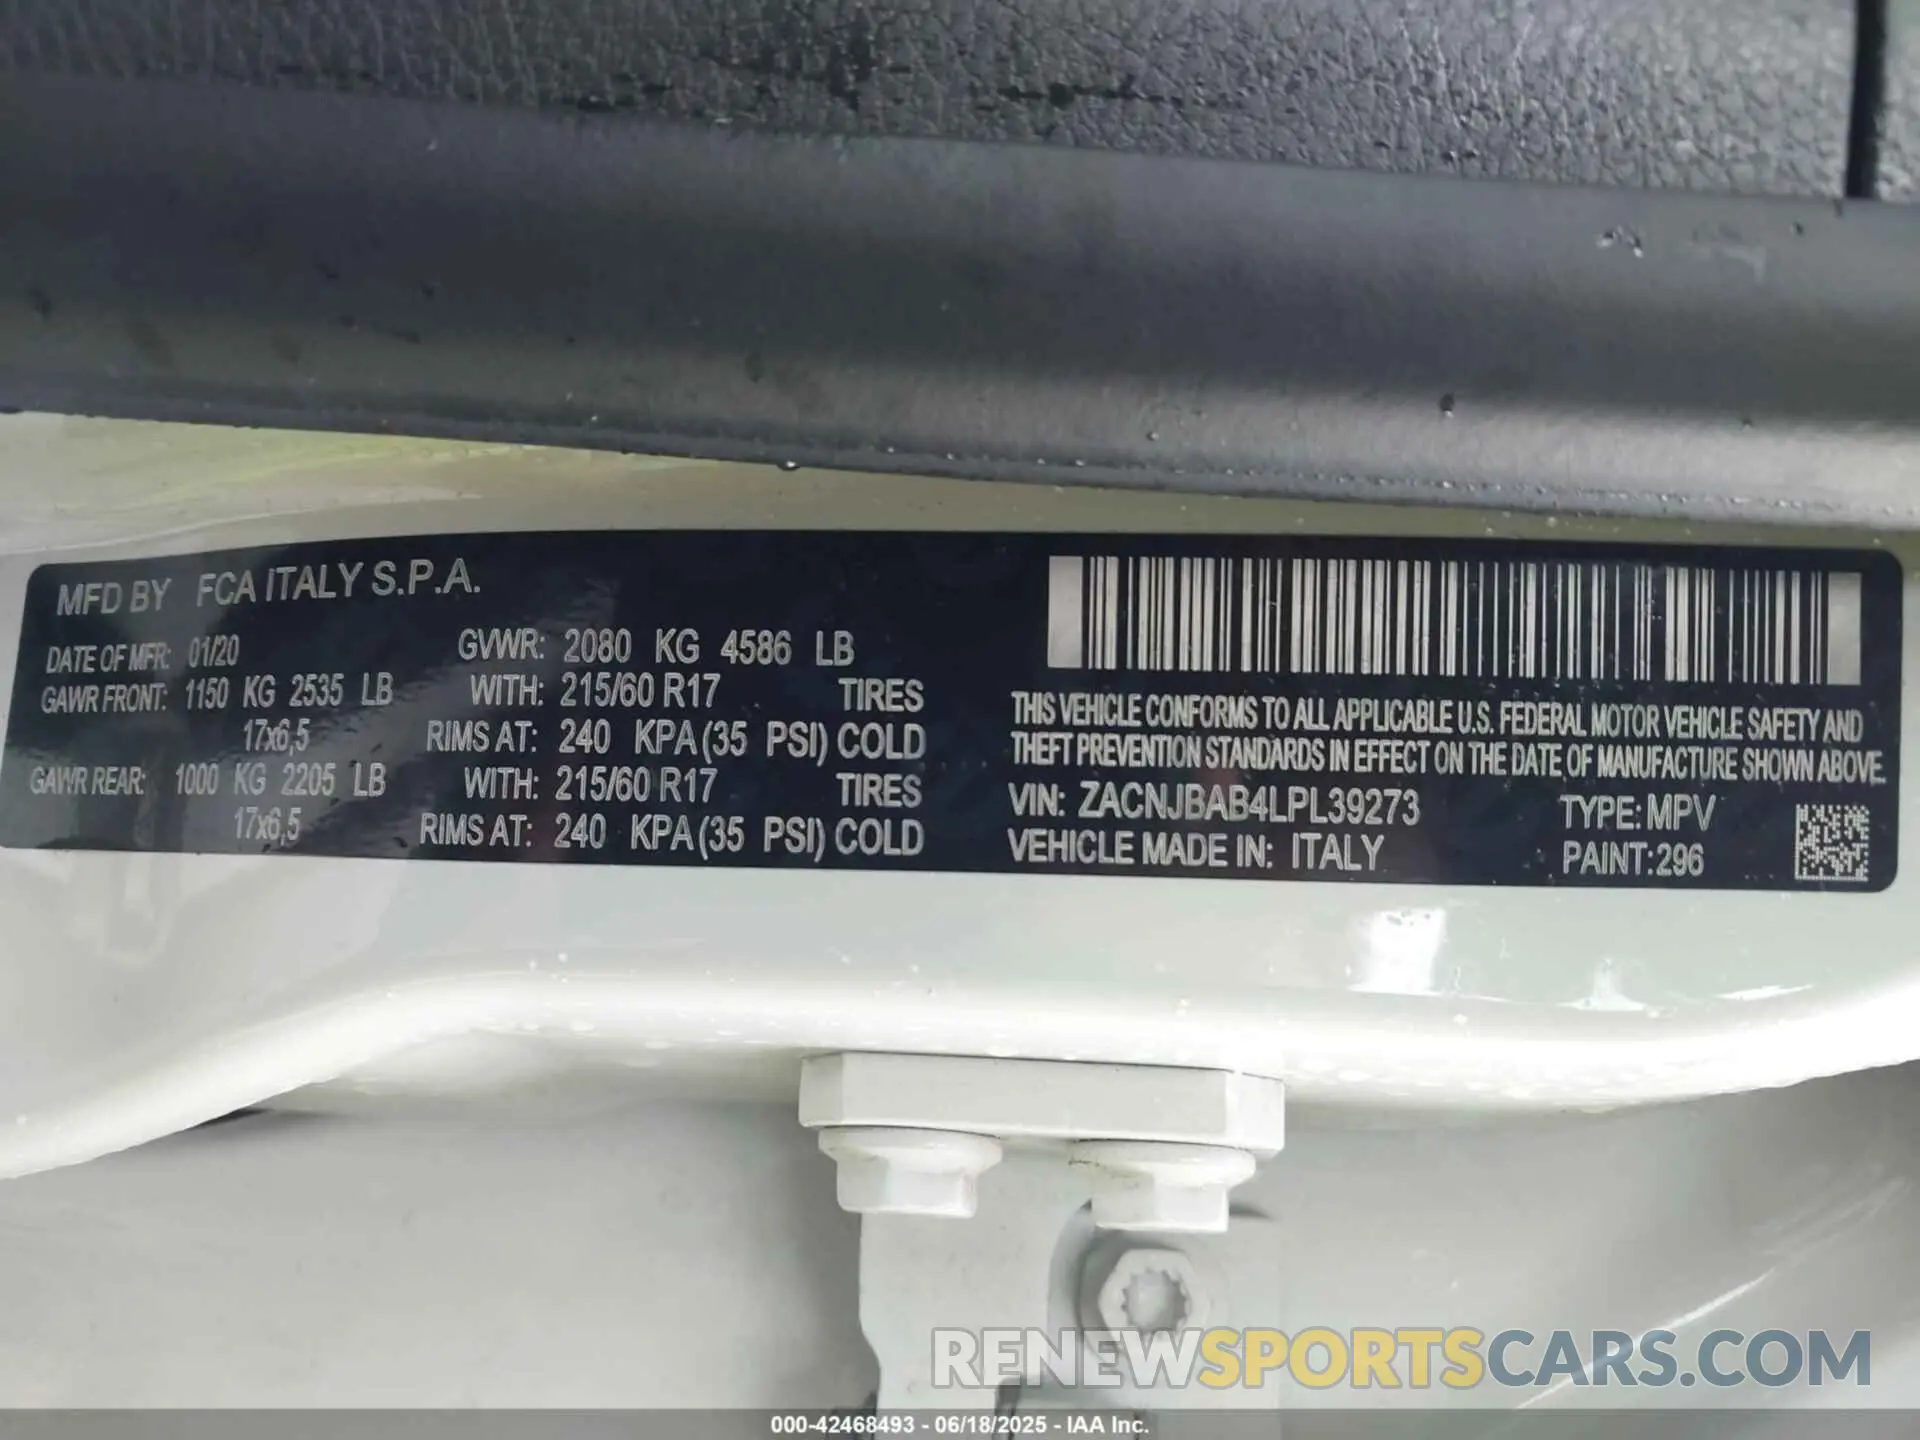 MFD BY FCA ITALY S.P.A.
DATE OF MFR: 01/20 GVWR: 2080 KG 4586 LB
GAWR FRONT: 1150 KG 2535 LB WITH: 215/60 R17 TIRES
17x6,5 RIMS AT: 240 KPA (35 PSI) COLD
GAWR REAR: 1000 KG 2205 LB WITH: 215/60 R17 TIRES
17x6,5 RIMS AT: 240 KPA (35 PSI) COLD
THIS VEHICLE CONFORMS TO ALL APPLICABLE U.S. FEDERAL MOTOR VEHICLE SAFETY AND
THEFT PREVENTION STANDARDS IN EFFECT ON THE DATE OF MANUFACTURE SHOWN ABOVE.
VIN: ZACNJBAB4LPL39273 TYPE: MPV
VEHICLE MADE IN: ITALY PAINT: 296
RENEWSPORTSCARS.COM
000-42468493 - 06/18/2025 - IAA Inc.